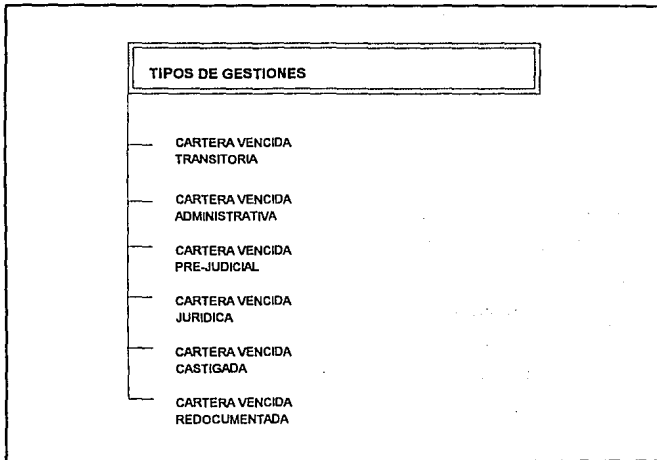 TIPOS DE GESTIONES
CARTERA VENCIDA
TRANSITORIA
CARTERA VENCIDA
ADMINISTRATIVA
CARTERA VENCIDA
PRE-JUDICIAL
CARTERA VENCIDA
JURIDICA
CARTERA VENCIDA
CASTIGADA
CARTERA VENCIDA
REDOCUMENTADA